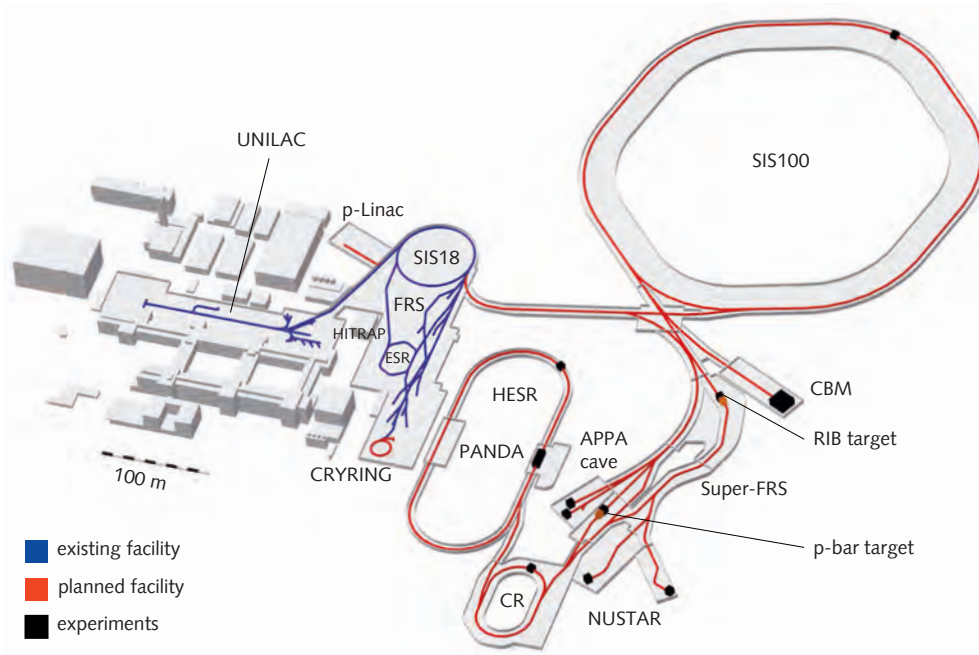 UNILAC
p-Linac
SIS100
SIS18
FRS
HITRAP
ESR
HESR
CBM
PANDA
APPA
cave
RIB target
CRYRING
100 m
Super-FRS
existing facility
p-bar target
planned facility
CR
NUSTAR
experiments